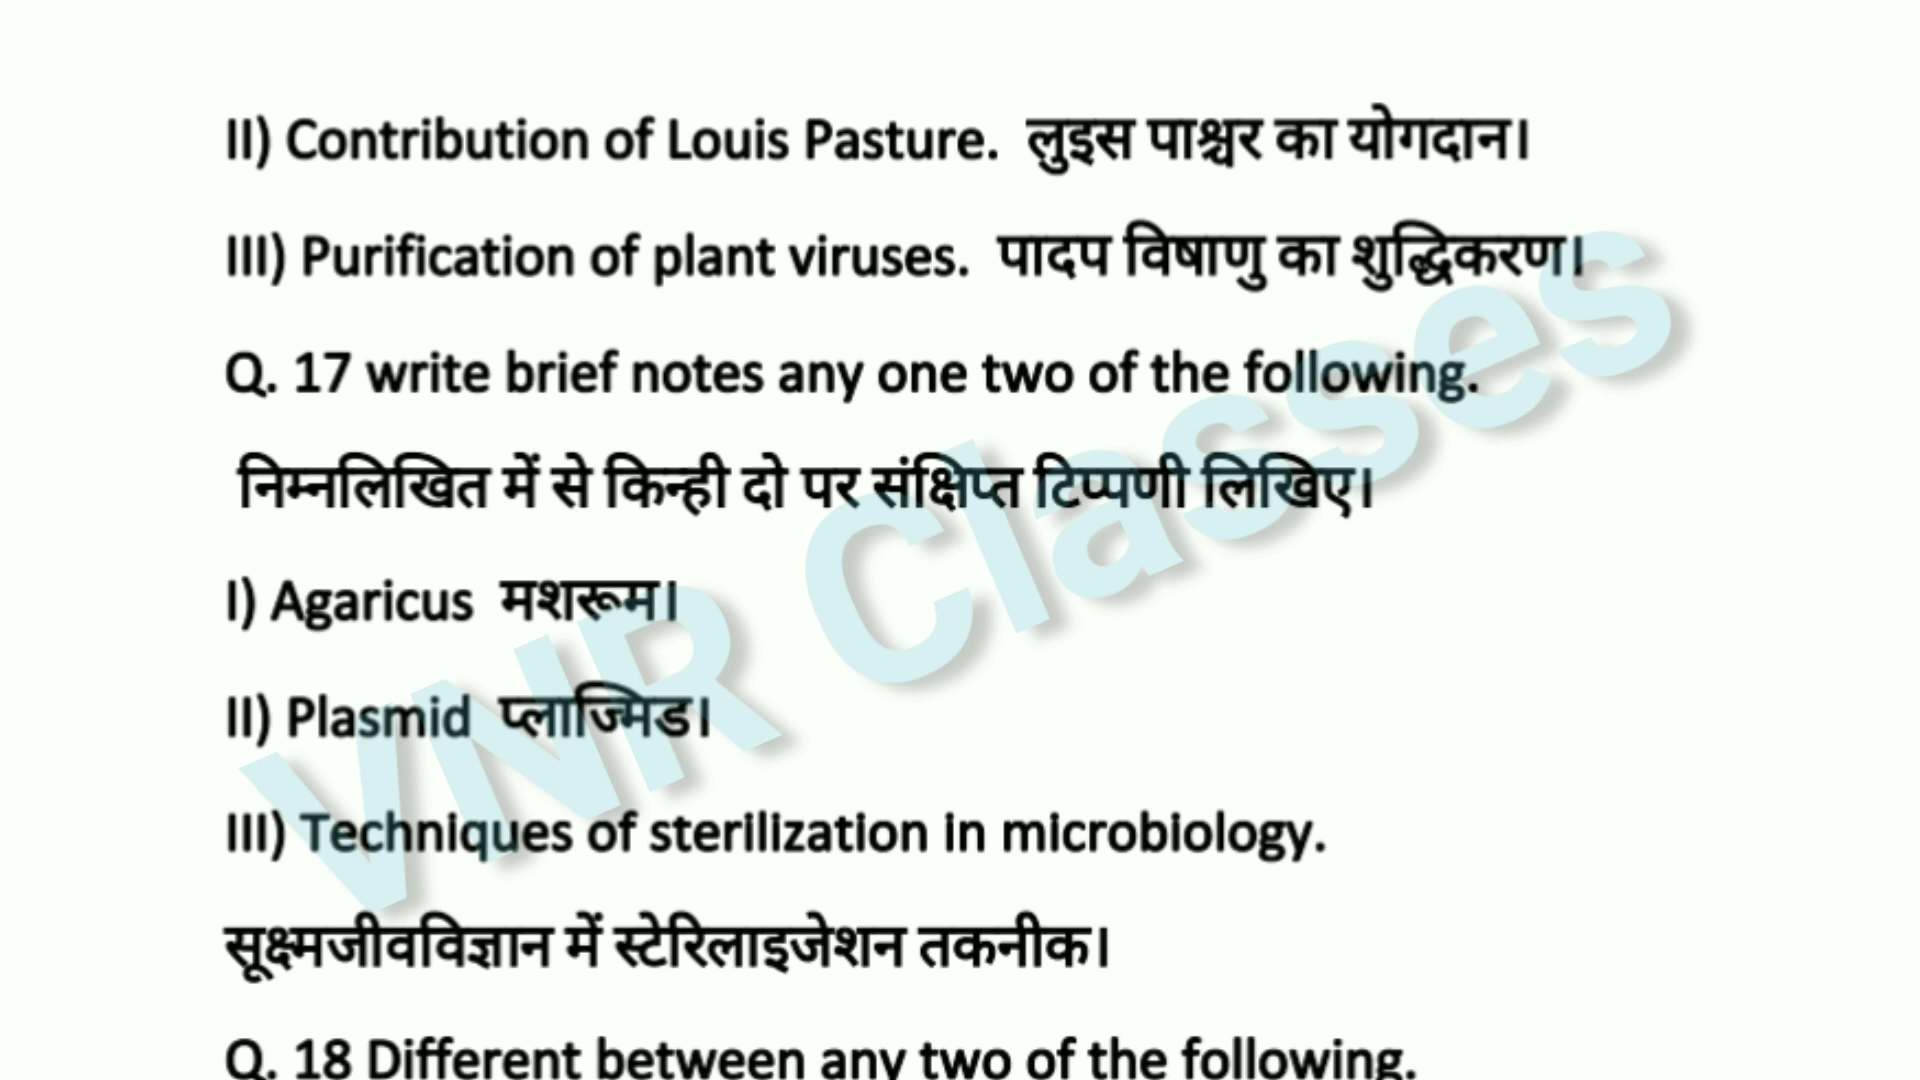 II) Contribution of Louis Pasture. लुइस पाश्चर का योगदान।
III) Purification of plant viruses. पादप विषाणु का शुद्धिकरण।
Q. 17 write brief notes any one two of the following.
निम्नलिखित में से किन्ही दो पर संक्षिप्त टिप्पणी लिखिए।
I) Agaricus मशरूम।
II) Plasmid प्लाज्मिड।
III) Techniques of sterilization in microbiology.
सूक्ष्मजीवविज्ञान में स्टेरिलाइजेशन तकनीक।
Q. 18 Different between any two of the following.
VNR Classes